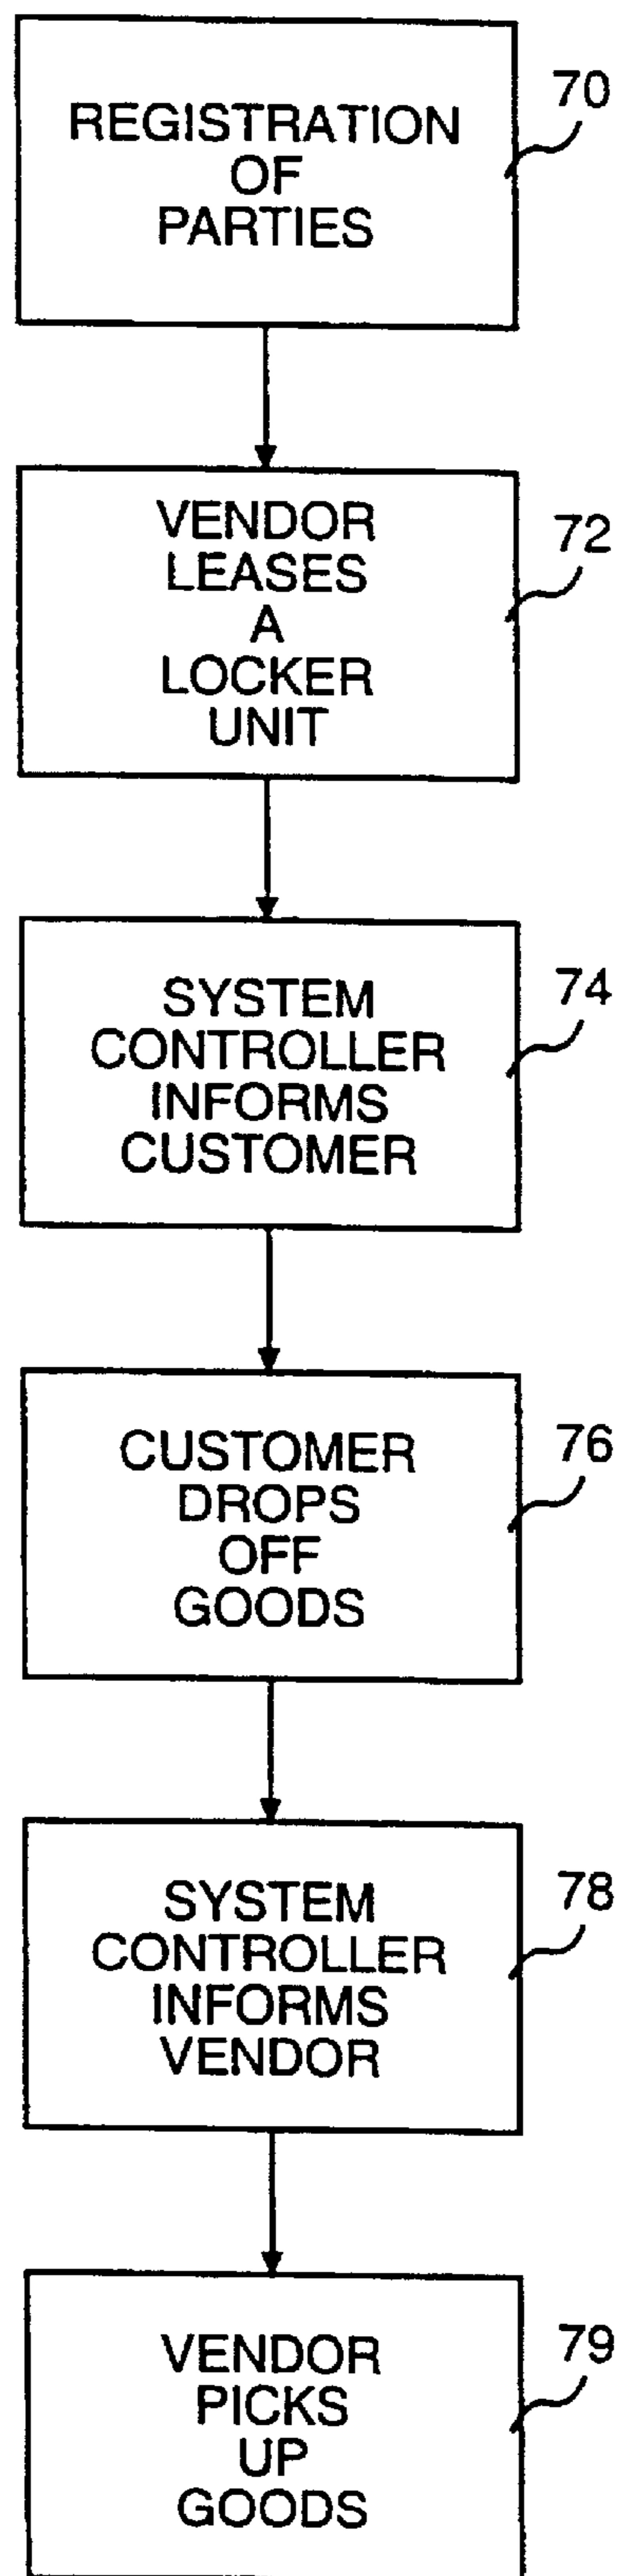 REGISTRATION
OF
PARTIES
70
VENDOR
LEASES
A
LOCKER
UNIT
72
SYSTEM
CONTROLLER
INFORMS
CUSTOMER
74
CUSTOMER
DROPS
OFF
GOODS
76
SYSTEM
CONTROLLER
INFORMS
VENDOR
78
VENDOR
PICKS
UP
GOODS
79